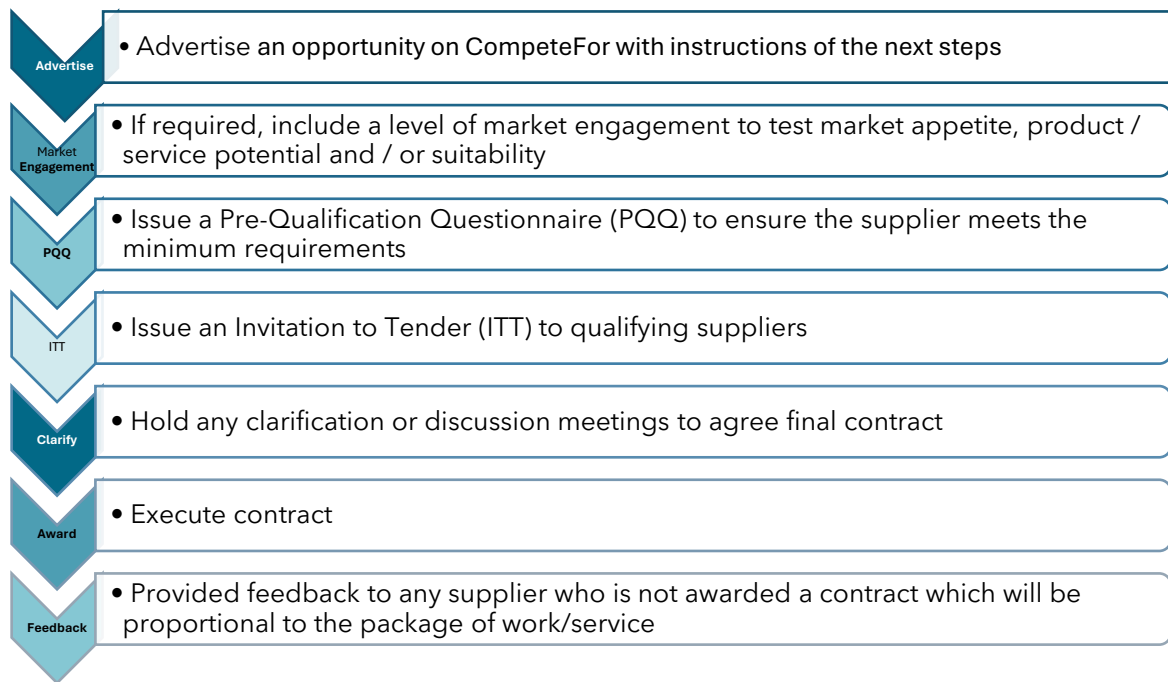 Advertise
• Advertise an opportunity on CompeteFor with instructions of the next steps
Market
Engagement
• If required, include a level of market engagement to test market appetite, product /
service potential and / or suitability
PQQ
• Issue a Pre-Qualification Questionnaire (PQQ) to ensure the supplier meets the
minimum requirements
ITT
• Issue an Invitation to Tender (ITT) to qualifying suppliers
Clarify
• Hold any clarification or discussion meetings to agree final contract
Award
• Execute contract
Feedback
• Provided feedback to any supplier who is not awarded a contract which will be
proportional to the package of work/service